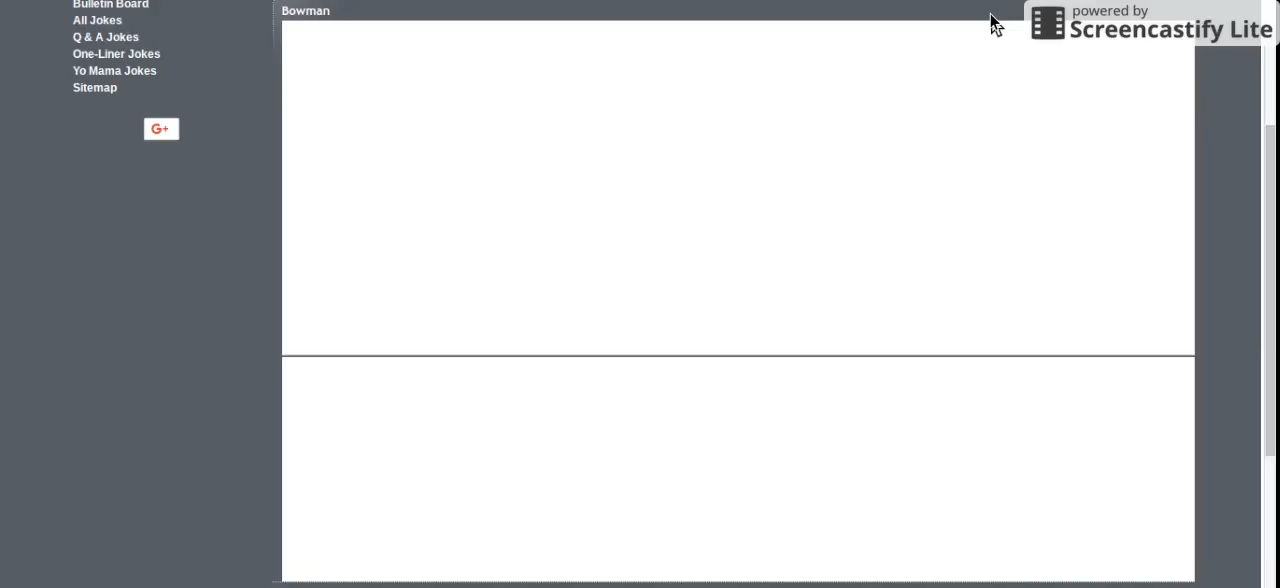 Bulletin Board
All Jokes
Q & A Jokes
One-Liner Jokes
Yo Mama Jokes
Sitemap
G+
Bowman
powered by
Screencastify Lite